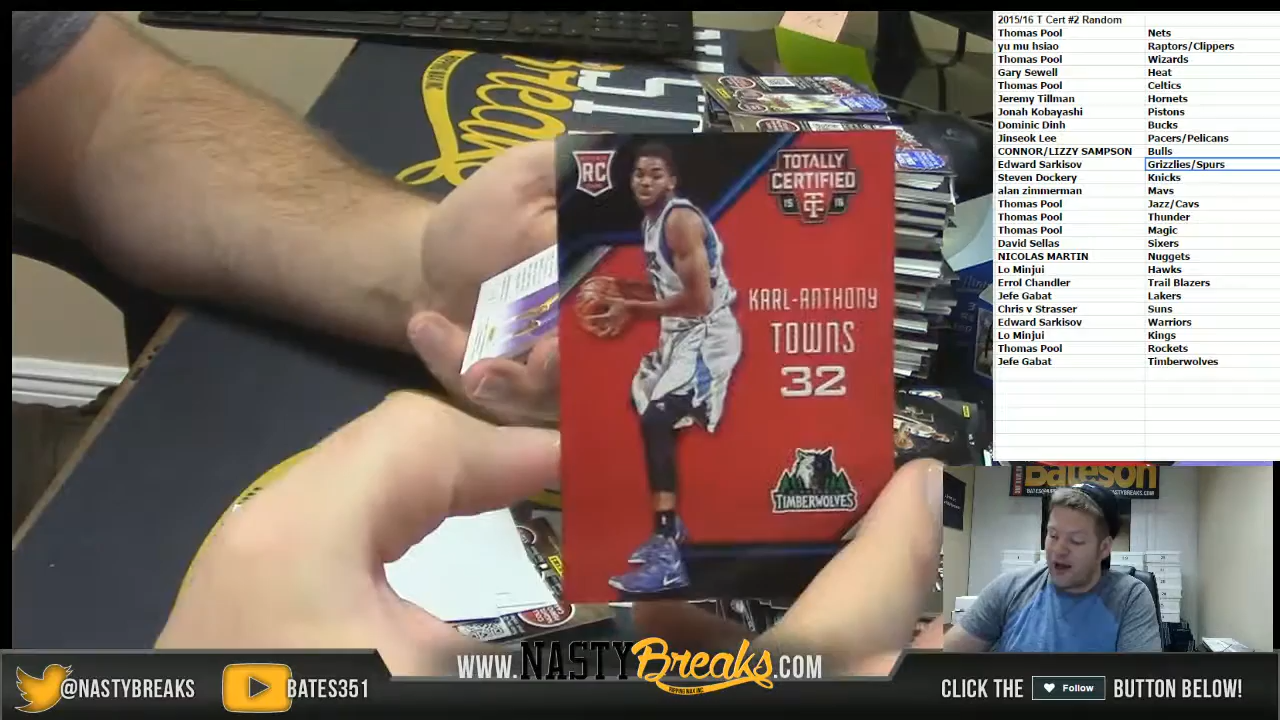 2015/16 T Cert #2 Random
Thomas Pool Nets
yu mu hsiao Raptors/Clippers
Thomas Pool Wizards
Gary Sewell Heat
Thomas Pool Celtics
Jeremy Tillman Hornets
Jonah Kobayashi Pistons
Dominic Dinh Bucks
Jinseok Lee Pacers/Pelicans
CONNOR/LIZZY SAMPSON Bulls
Edward Sarkisov Grizzlies/Spurs
Steven Dockery Knicks
alan zimmerman Mavs
Thomas Pool Jazz/Cavs
Thomas Pool Thunder
Thomas Pool Magic
David Sellas Sixers
NICOLAS MARTIN Nuggets
Lo Minjui Hawks
Errol Chandler Trail Blazers
Jefe Gabat Lakers
Chris v Strasser Suns
Edward Sarkisov Warriors
Lo Minjui Kings
Thomas Pool Rockets
Jefe Gabat Timberwolves
RC
TOTALLY
CERTIFIED
15 16
KARL-ANTHONY
TOWNS
32
TIMBERWOLVES
Breaks
Bateson
@NASTYBREAKS
BATES351
WWW.NASTYBreaks.COM
CLICK THE Follow BUTTON BELOW!